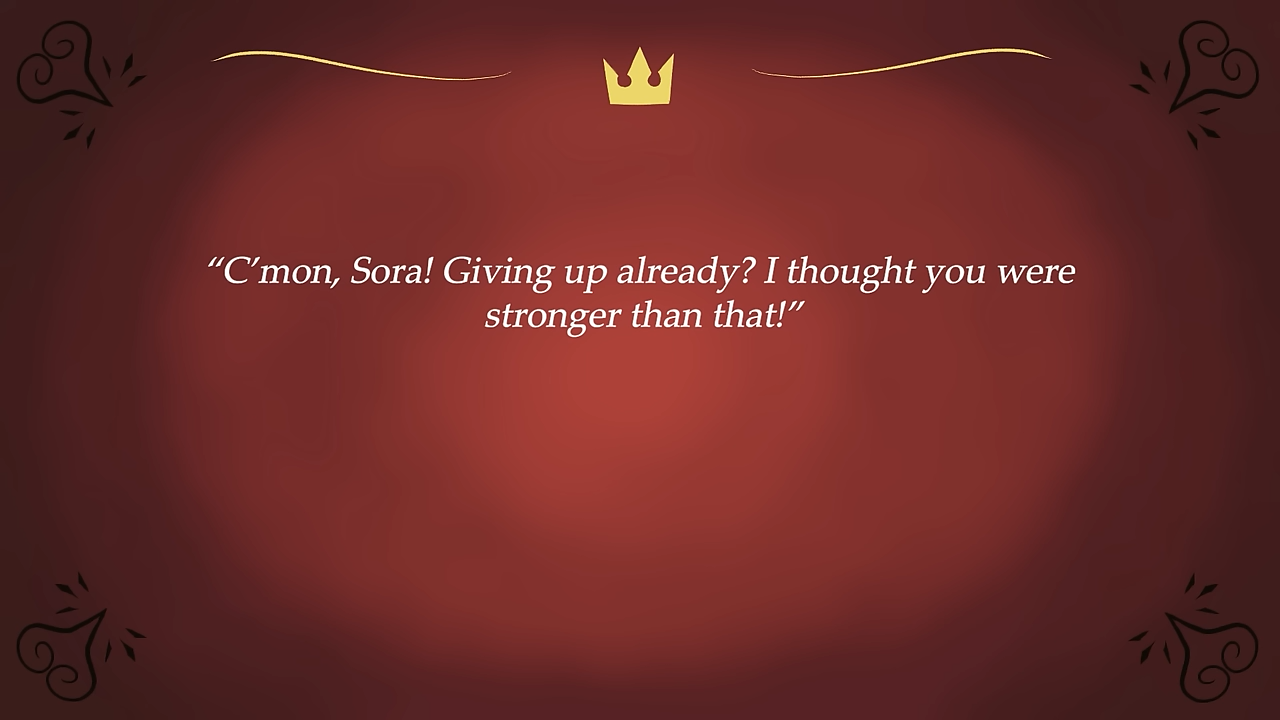 “C’mon, Sora! Giving up already? I thought you were
stronger than that!”